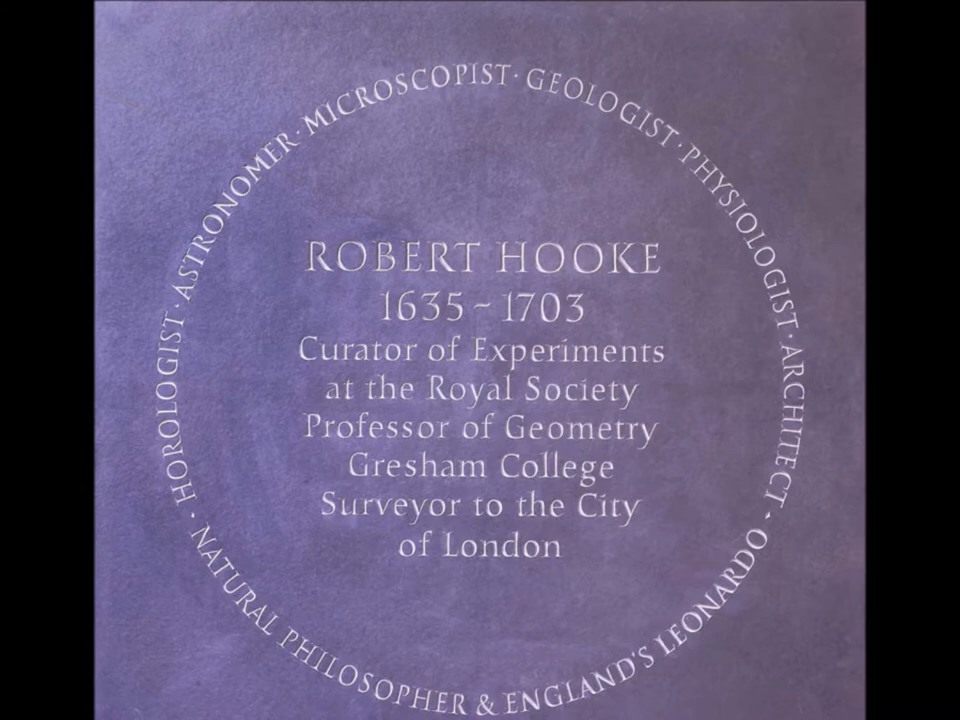 HOROLOGIST · ASTRONOMER · MICROSCOPIST · GEOLOGIST · PHYSIOLOGIST · ARCHITECT ·
NATURAL PHILOSOPHER & ENGLAND'S LEONARDO ·
ROBERT HOOKE
1635 ~ 1703
Curator of Experiments
at the Royal Society
Professor of Geometry
Gresham College
Surveyor to the City
of London